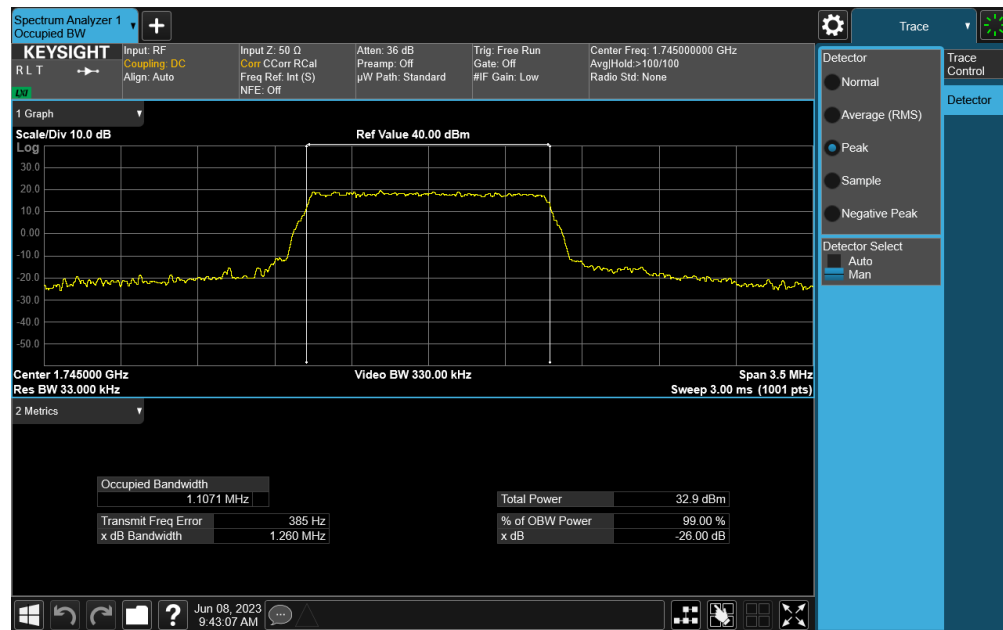 Spectrum Analyzer 1
Occupied BW
Trace
KEYSIGHT
R L T
LXI
Input: RF
Coupling: DC
Align: Auto
Input Z: 50 Ω
Corr CCorr RCal
Freq Ref: Int (S)
NFE: Off
Atten: 36 dB
Preamp: Off
µW Path: Standard
Trig: Free Run
Gate: Off
#IF Gain: Low
Center Freq: 1.745000000 GHz
Avg|Hold:>100/100
Radio Std: None
1 Graph
Scale/Div 10.0 dB
Ref Value 40.00 dBm
Log
30.0
20.0
10.0
0.00
-10.0
-20.0
-30.0
-40.0
-50.0
Center 1.745000 GHz
Video BW 330.00 kHz
Span 3.5 MHz
Res BW 33.000 kHz
Sweep 3.00 ms (1001 pts)
2 Metrics
Occupied Bandwidth
1.1071 MHz
Transmit Freq Error 385 Hz
x dB Bandwidth 1.260 MHz
Total Power 32.9 dBm
% of OBW Power 99.00 %
x dB -26.00 dB
Detector
Normal
Average (RMS)
Peak
Sample
Negative Peak
Detector Select
Auto
Man
Trace
Control
Detector
Jun 08, 2023
9:43:07 AM